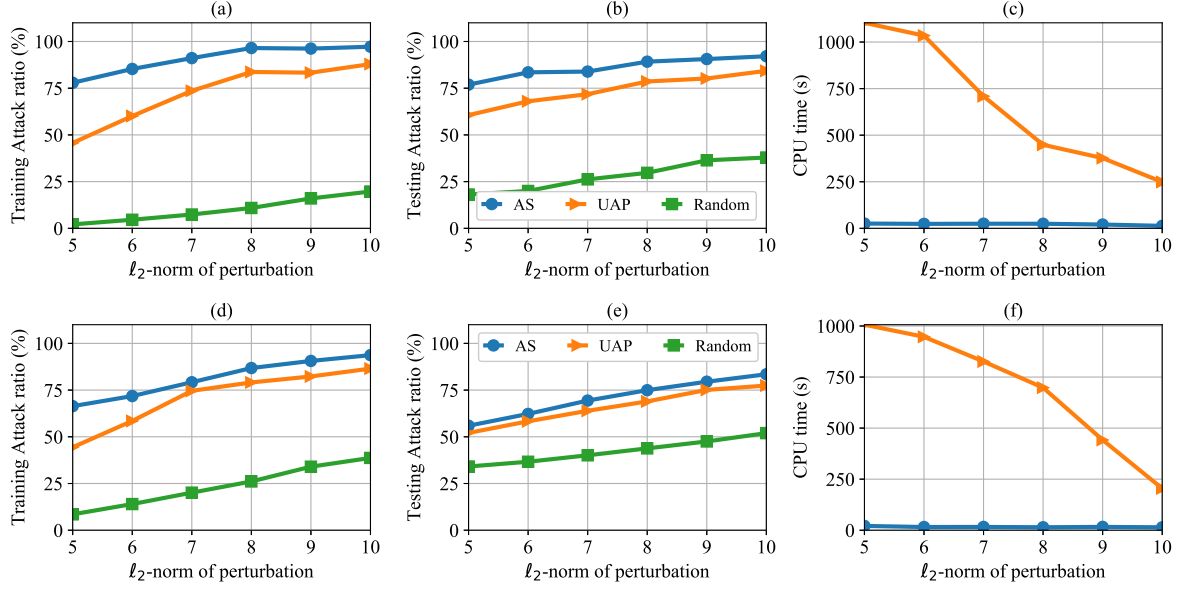 (a)
Training Attack ratio (%)
100
75
50
25
0
5 6 7 8 9 10
ℓ₂-norm of perturbation
(b)
Testing Attack ratio (%)
100
75
50
25
0
AS UAP Random
5 6 7 8 9 10
ℓ₂-norm of perturbation
(c)
CPU time (s)
1000
750
500
250
0
5 6 7 8 9 10
ℓ₂-norm of perturbation
(d)
Training Attack ratio (%)
100
75
50
25
0
5 6 7 8 9 10
ℓ₂-norm of perturbation
(e)
Testing Attack ratio (%)
AS UAP Random
100
75
50
25
0
5 6 7 8 9 10
ℓ₂-norm of perturbation
(f)
CPU time (s)
1000
750
500
250
0
5 6 7 8 9 10
ℓ₂-norm of perturbation